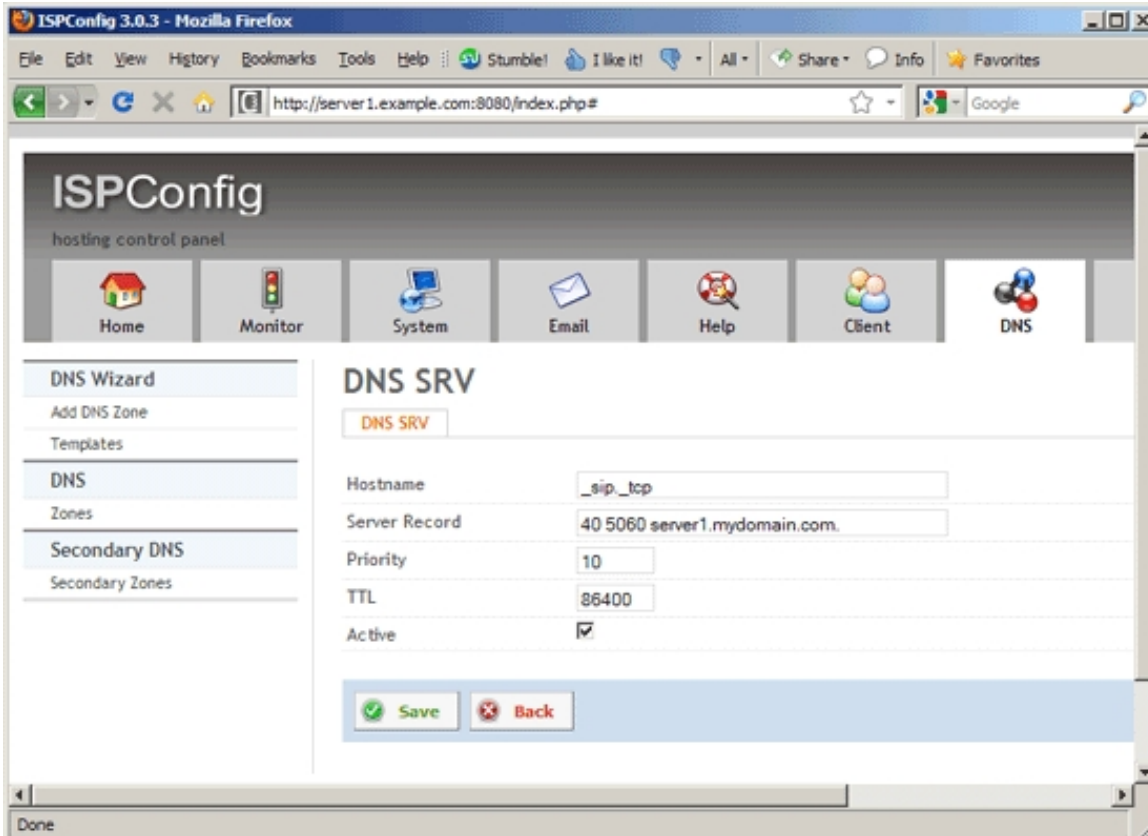 ISPConfig 3.0.3 - Mozilla Firefox
File Edit View History Bookmarks Tools Help Stumble! I like it! All Share Info Favorites
http://server1.example.com:8080/index.php# Google
ISPConfig
hosting control panel
Home Monitor System Email Help Client DNS
DNS Wizard
Add DNS Zone
Templates
DNS
Zones
Secondary DNS
Secondary Zones
DNS SRV
DNS SRV
Hostname _sip._tcp
Server Record 40 5060 server1.mydomain.com.
Priority 10
TTL 86400
Active
Save Back
Done